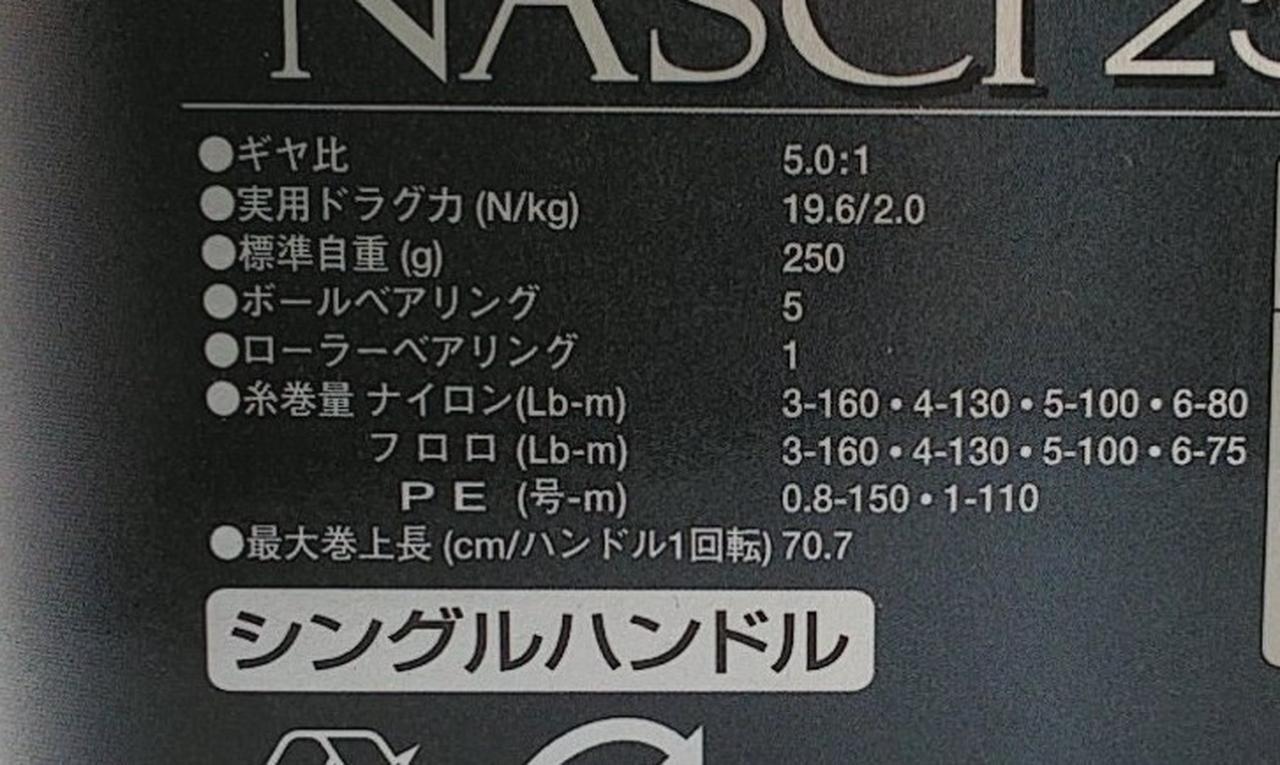 NASCI 25
●ギヤ比 5.0:1
●実用ドラグ力 (N/kg) 19.6/2.0
●標準自重 (g) 250
●ボールベアリング 5
●ローラーベアリング 1
●糸巻量 ナイロン(Lb-m) 3-160・4-130・5-100・6-80
フロロ (Lb-m) 3-160・4-130・5-100・6-75
PE (号-m) 0.8-150・1-110
●最大巻上長 (cm/ハンドル1回転) 70.7
シングルハンドル